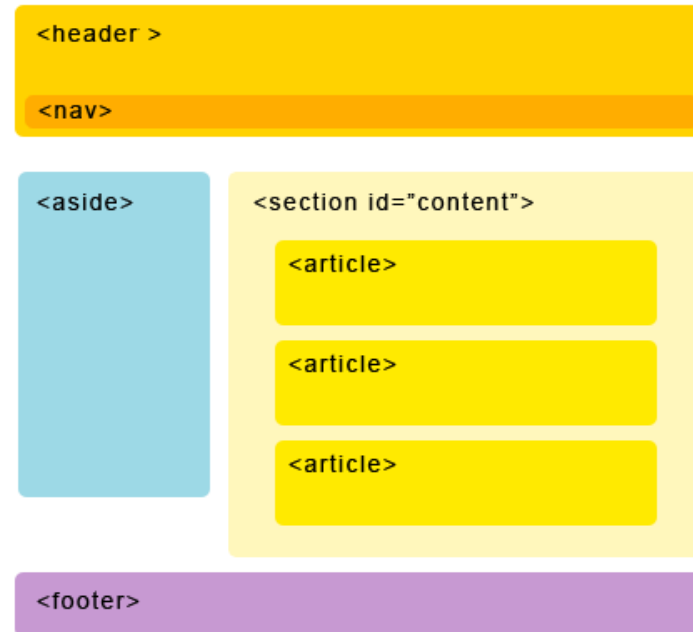 <header >
<nav>
<aside>
<section id="content”>
<article>
<article>
<article>
<footer>